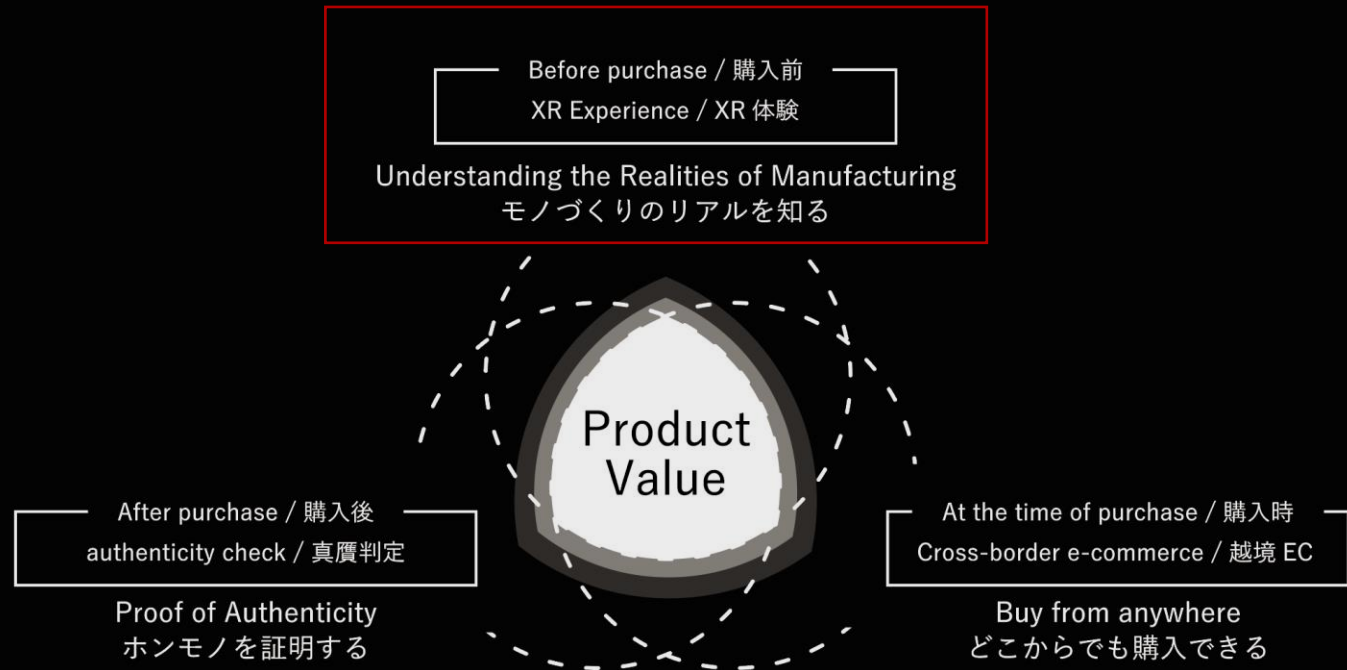 Before purchase / 購入前
XR Experience / XR 体験
Understanding the Realities of Manufacturing
モノづくりのリアルを知る
Product
Value
After purchase / 購入後
authenticity check / 真贋判定
Proof of Authenticity
ホンモノを証明する
At the time of purchase / 購入時
Cross-border e-commerce / 越境 EC
Buy from anywhere
どこからでも購入できる